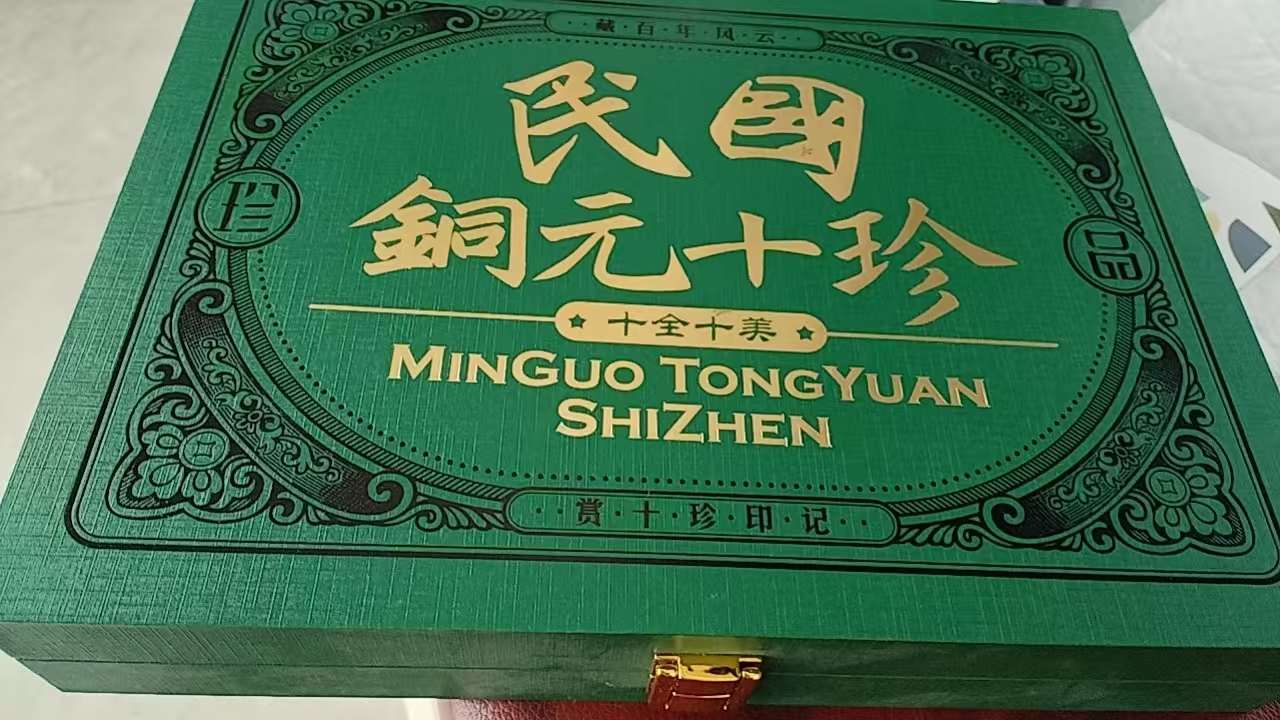 藏·百·年·风·云
民國
銅元十珍
十全十美
MINGUO TONGYUAN
SHIZHEN
赏·十·珍·印·记
品